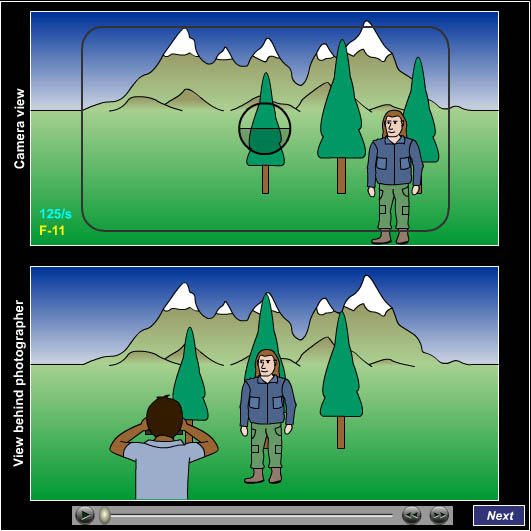 Camera view
125/s
F-11
View behind photographer
Next